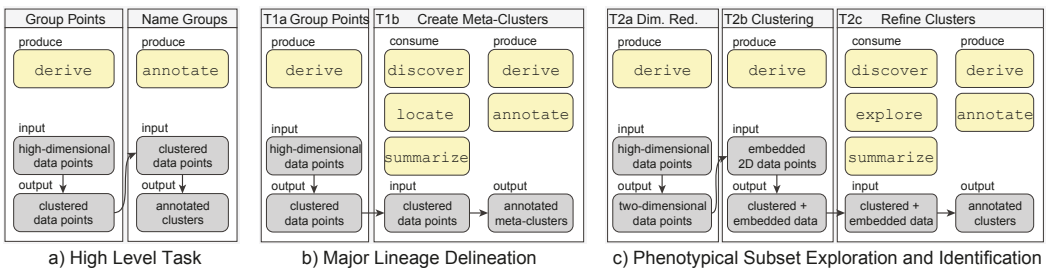 Group Points
Name Groups
produce
produce
derive
annotate
input
input
high-dimensional
data points
clustered
data points
output
output
clustered
data points
annotated
clusters
a) High Level Task
T1a Group Points
T1b Create Meta-Clusters
produce
consume
produce
derive
discover
derive
locate
annotate
summarize
input
high-dimensional
data points
output
input
output
clustered
data points
clustered
data points
annotated
meta-clusters
b) Major Lineage Delineation
T2a Dim. Red.
T2b Clustering
T2c Refine Clusters
produce
produce
consume
produce
derive
derive
discover
derive
explore
annotate
summarize
input
input
high-dimensional
data points
embedded
2D data points
output
output
input
output
two-dimensional
data points
clustered +
embedded data
clustered +
embedded data
annotated
clusters
c) Phenotypical Subset Exploration and Identification